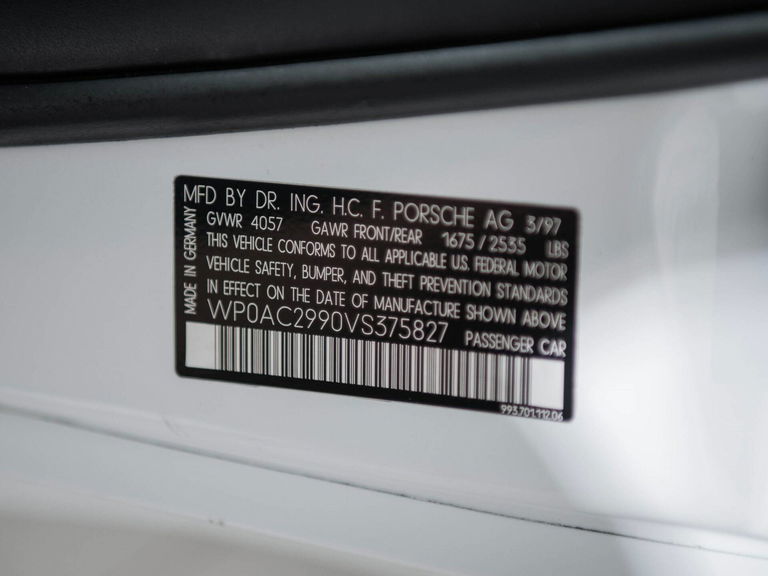 MFD BY DR. ING. H.C. F. PORSCHE AG 3/97
GVWR 4057 GAWR FRONT/REAR 1675 / 2535 LBS
THIS VEHICLE CONFORMS TO ALL APPLICABLE U.S. FEDERAL MOTOR
VEHICLE SAFETY, BUMPER, AND THEFT PREVENTION STANDARDS
IN EFFECT ON THE DATE OF MANUFACTURE SHOWN ABOVE
WP0AC2990VS375827 PASSENGER CAR
MADE IN GERMANY
993.701.112.06